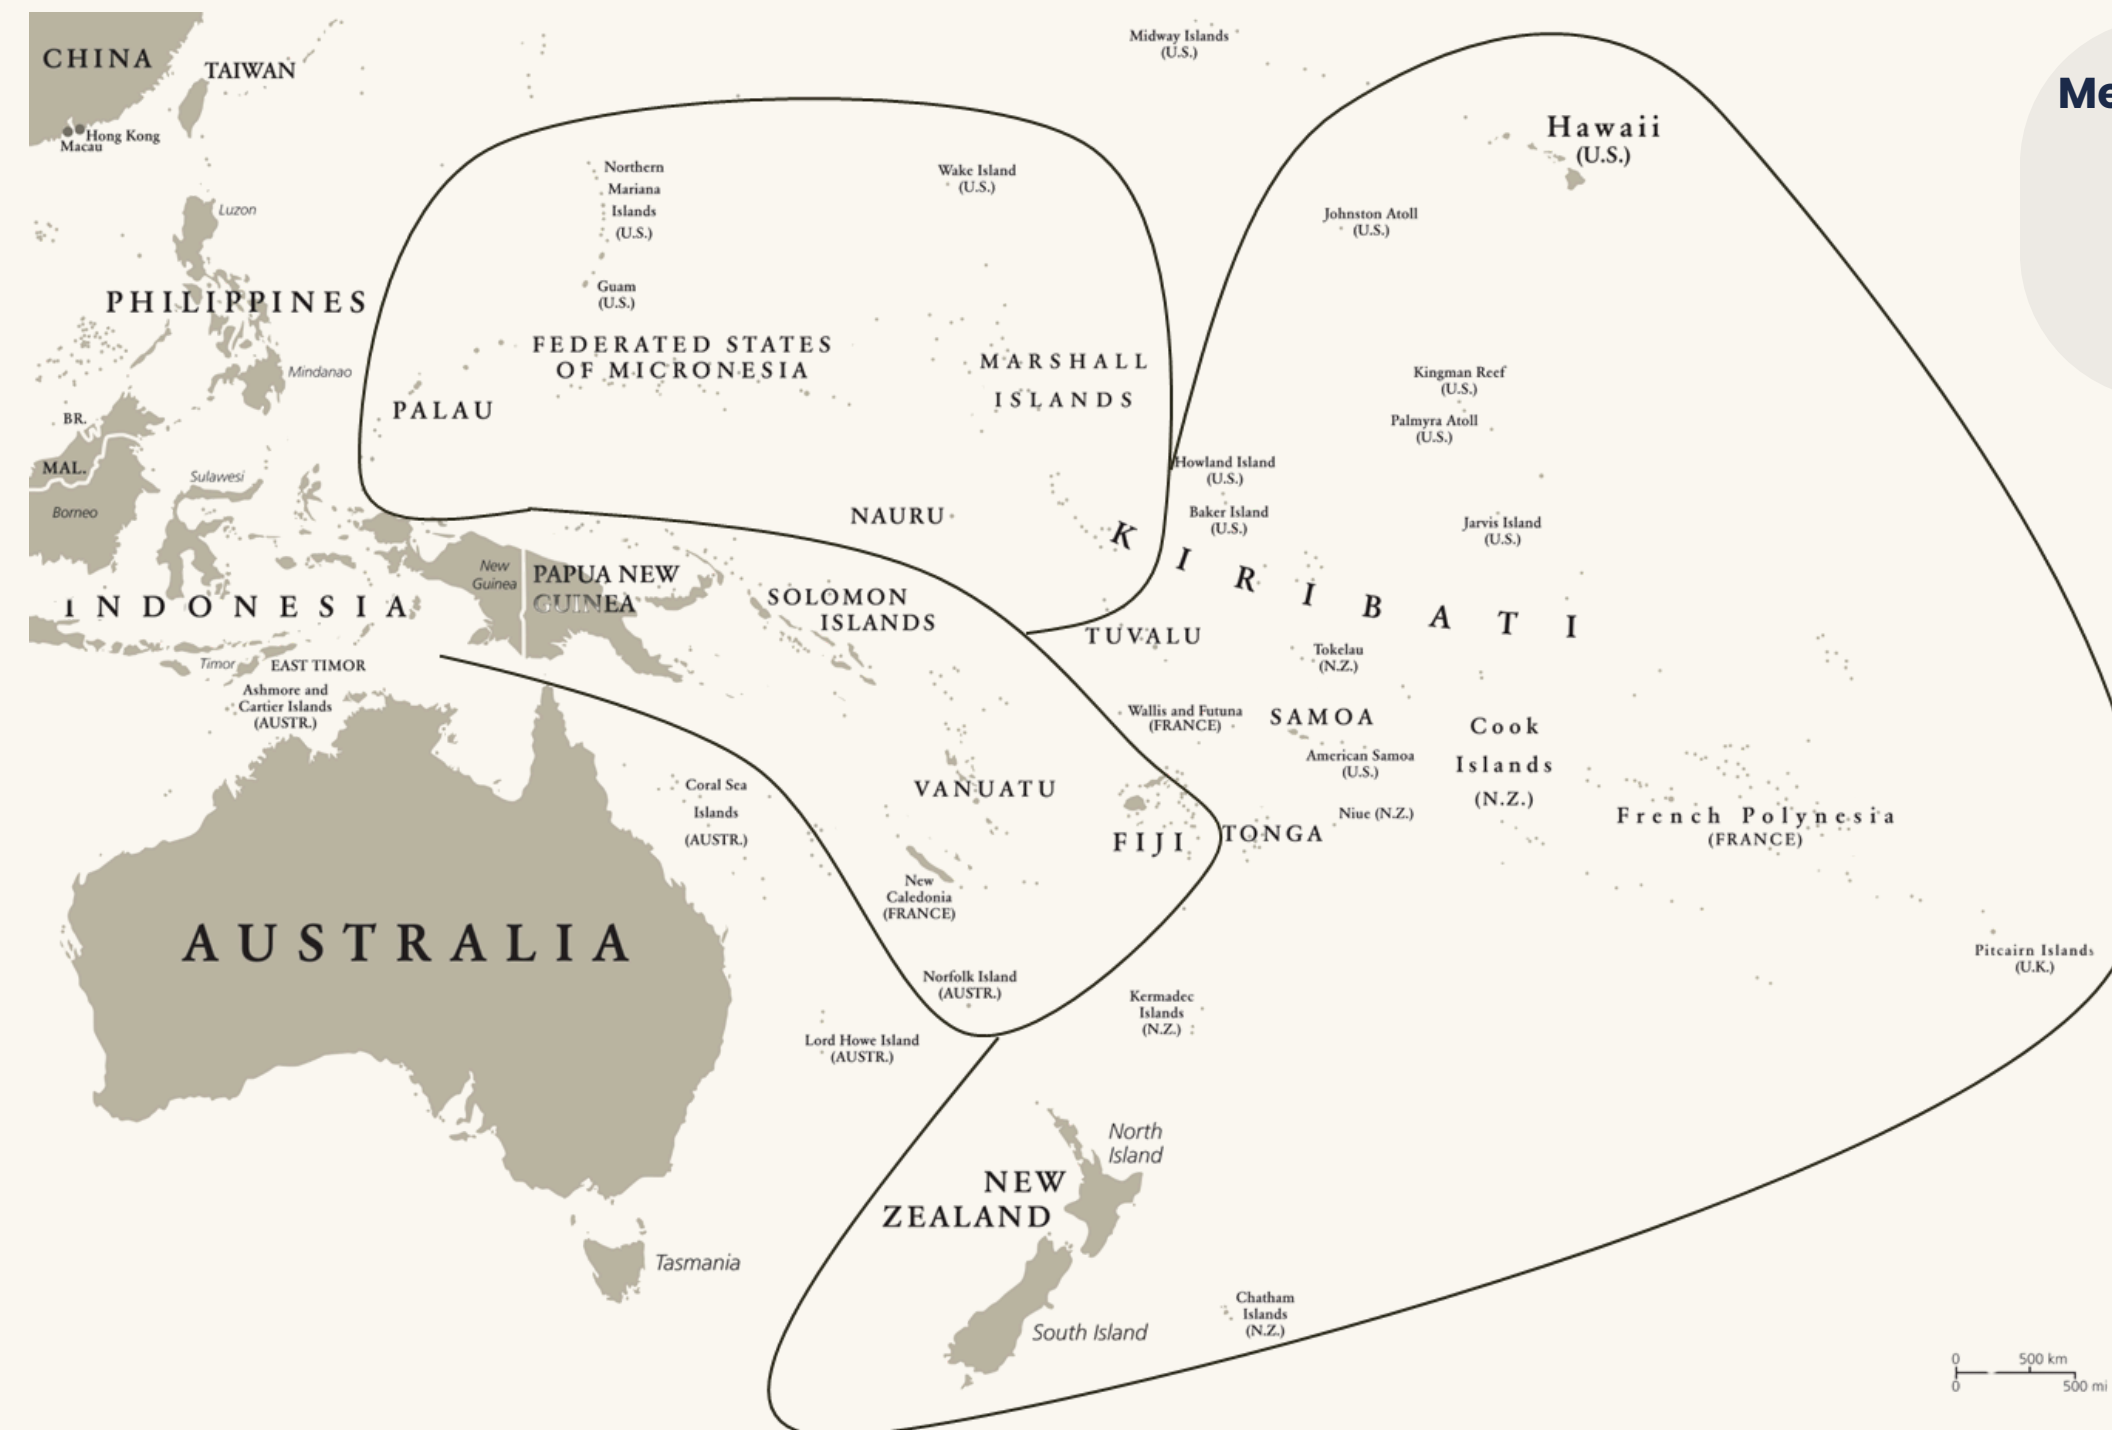 CHINA
TAIWAN
Hong Kong
Macau
Midway Islands
(U.S.)
Me
Hawaii
(U.S.)
Northern
Mariana
Islands
(U.S.)
Wake Island
(U.S.)
Johnston Atoll
(U.S.)
Luzon
PHILIPPINES
Guam
(U.S.)
FEDERATED STATES
OF MICRONESIA
MARSHALL
ISLANDS
Mindanao
PALAU
Kingman Reef
(U.S.)
Palmyra Atoll
(U.S.)
BR.
MAL.
Borneo
Sulawesi
Howland Island
(U.S.)
Baker Island
(U.S.)
Jarvis Island
(U.S.)
NAURU
KIRIBATI
New
Guinea
PAPUA NEW
GUINEA
INDONESIA
SOLOMON
ISLANDS
TUVALU
Tokelau
(N.Z.)
Timor
EAST TIMOR
Ashmore and
Cartier Islands
(AUSTR.)
Wallis and Futuna
(FRANCE)
SAMOA
American Samoa
(U.S.)
Cook
Islands
(N.Z.)
Coral Sea
Islands
(AUSTR.)
VANUATU
FIJI
TONGA
Niue (N.Z.)
French Polynesia
(FRANCE)
New
Caledonia
(FRANCE)
AUSTRALIA
Pitcairn Islands
(U.K.)
Norfolk Island
(AUSTR.)
Kermadec
Islands
(N.Z.)
Lord Howe Island
(AUSTR.)
North
Island
NEW
ZEALAND
Tasmania
South Island
Chatham
Islands
(N.Z.)
0 500 km
0 500 mi